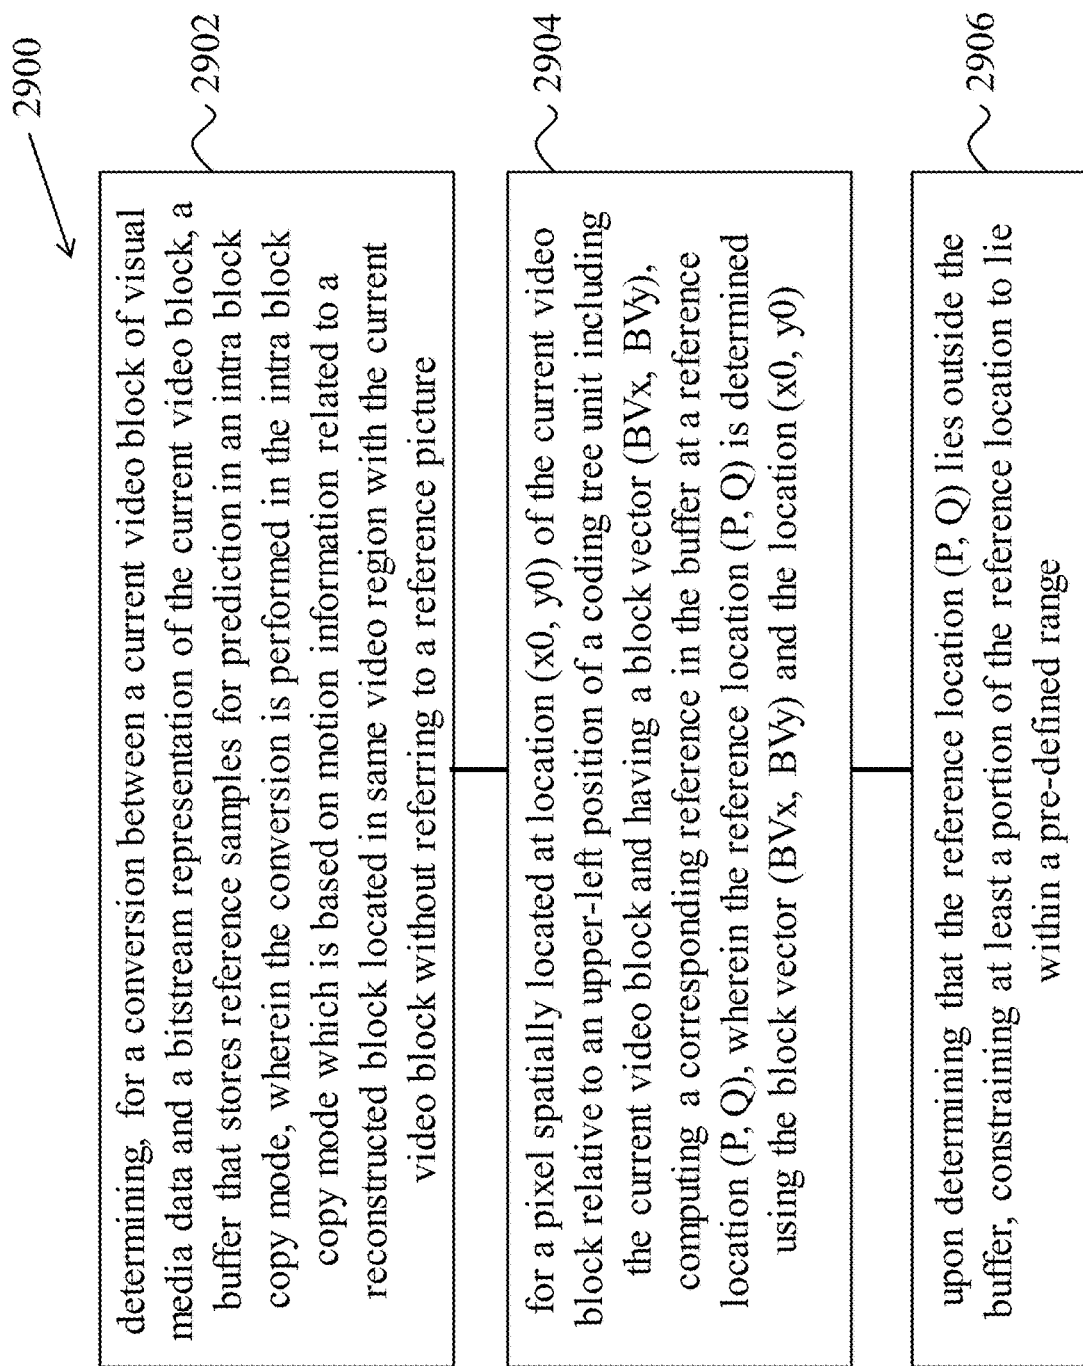 2900
determining, for a conversion between a current video block of visual
media data and a bitstream representation of the current video block, a
buffer that stores reference samples for prediction in an intra block
copy mode, wherein the conversion is performed in the intra block
copy mode which is based on motion information related to a
reconstructed block located in same video region with the current
video block without referring to a reference picture
2902
for a pixel spatially located at location (x0, y0) of the current video
block relative to an upper-left position of a coding tree unit including
the current video block and having a block vector (BVx, BVy),
computing a corresponding reference in the buffer at a reference
location (P, Q), wherein the reference location (P, Q) is determined
using the block vector (BVx, BVy) and the location (x0, y0)
2904
upon determining that the reference location (P, Q) lies outside the
buffer, constraining at least a portion of the reference location to lie
within a pre-defined range
2906